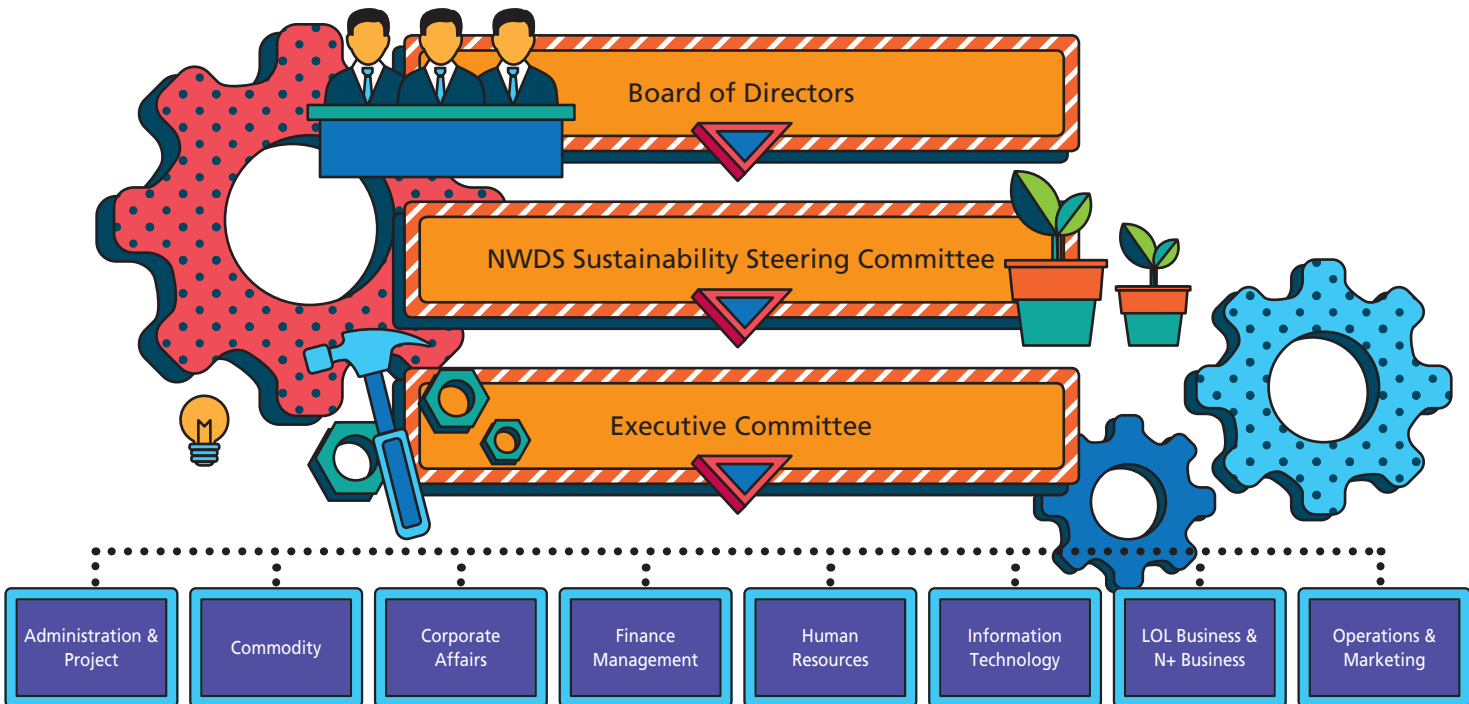 Board of Directors
NWDS Sustainability Steering Committee
Executive Committee
Administration &
Project
Commodity
Corporate
Affairs
Finance
Management
Human
Resources
Information
Technology
LOL Business &
N+ Business
Operations &
Marketing